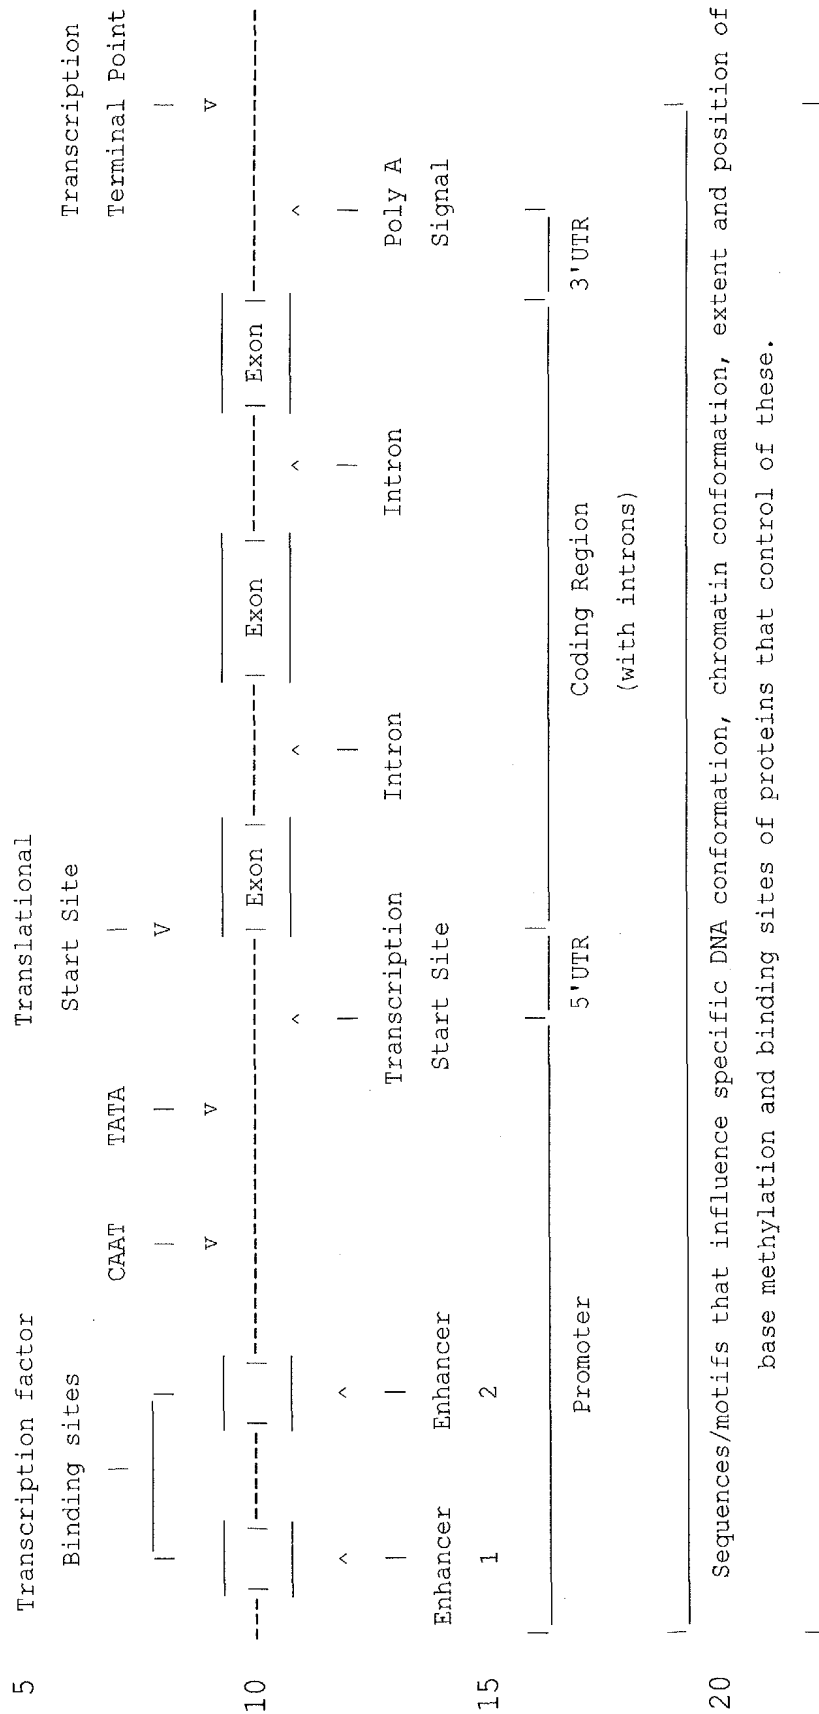 5
Transcription factor Translational Transcription
Binding sites CAAT TATA Start Site Terminal Point
10 Exon Exon Exon
Transcription Intron Intron Poly A
15 Enhancer Enhancer Start Site Signal
1 2
Promoter 5'UTR Coding Region 3'UTR
(with introns)
20 Sequences/motifs that influence specific DNA conformation, chromatin conformation, extent and position of
base methylation and binding sites of proteins that control of these.